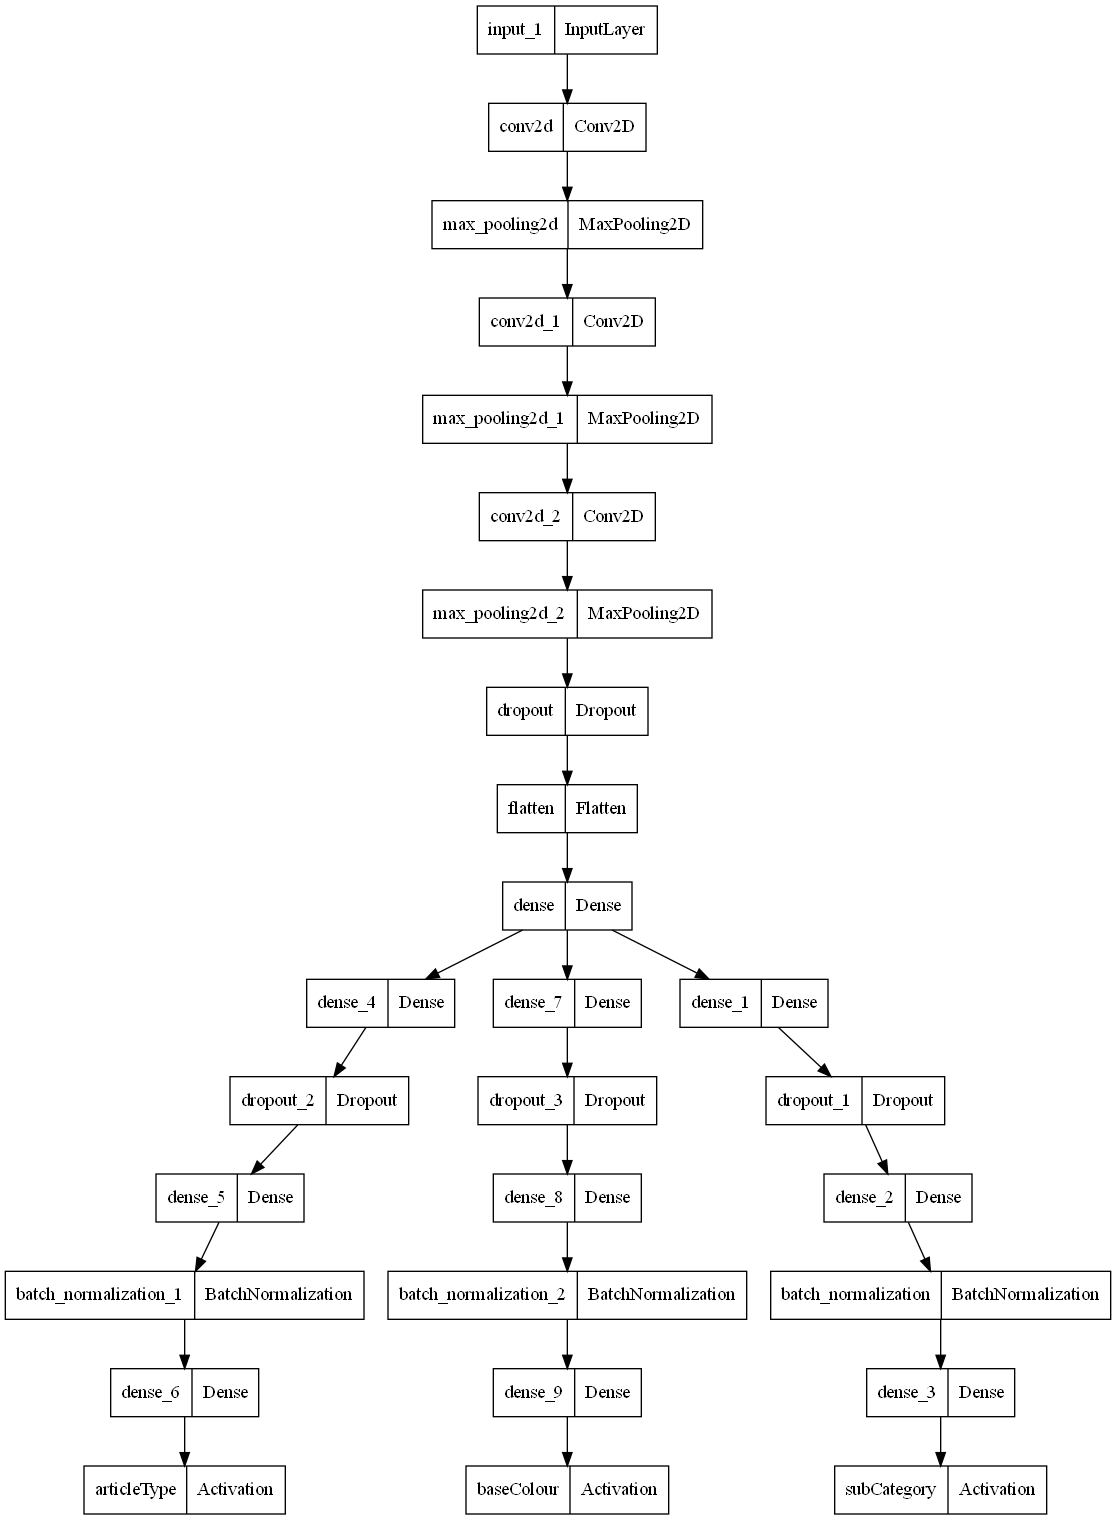 input_1 InputLayer
conv2d Conv2D
max_pooling2d MaxPooling2D
conv2d_1 Conv2D
max_pooling2d_1 MaxPooling2D
conv2d_2 Conv2D
max_pooling2d_2 MaxPooling2D
dropout Dropout
flatten Flatten
dense Dense
dense_4 Dense dense_7 Dense dense_1 Dense
dropout_2 Dropout dropout_3 Dropout dropout_1 Dropout
dense_5 Dense dense_8 Dense dense_2 Dense
batch_normalization_1 BatchNormalization batch_normalization_2 BatchNormalization batch_normalization BatchNormalization
dense_6 Dense dense_9 Dense dense_3 Dense
articleType Activation baseColour Activation subCategory Activation